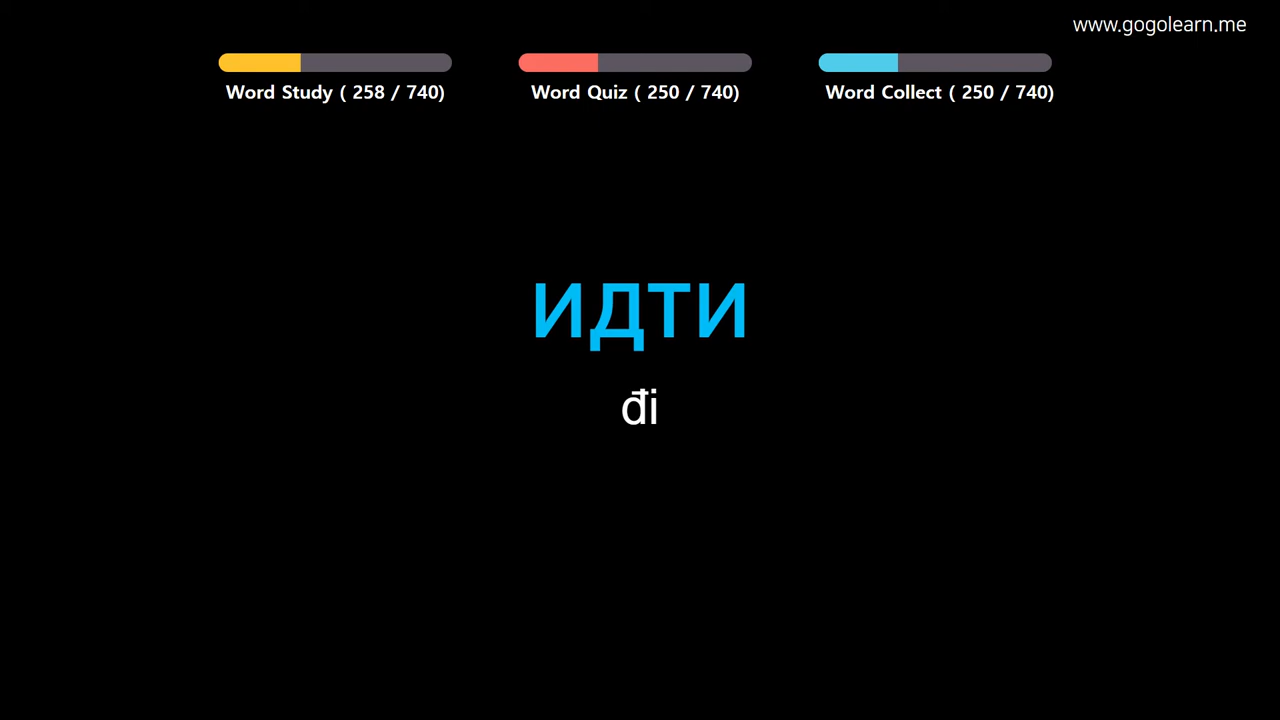 www.gogolearn.me
Word Study ( 258 / 740)
Word Quiz ( 250 / 740)
Word Collect ( 250 / 740)
идти
đi